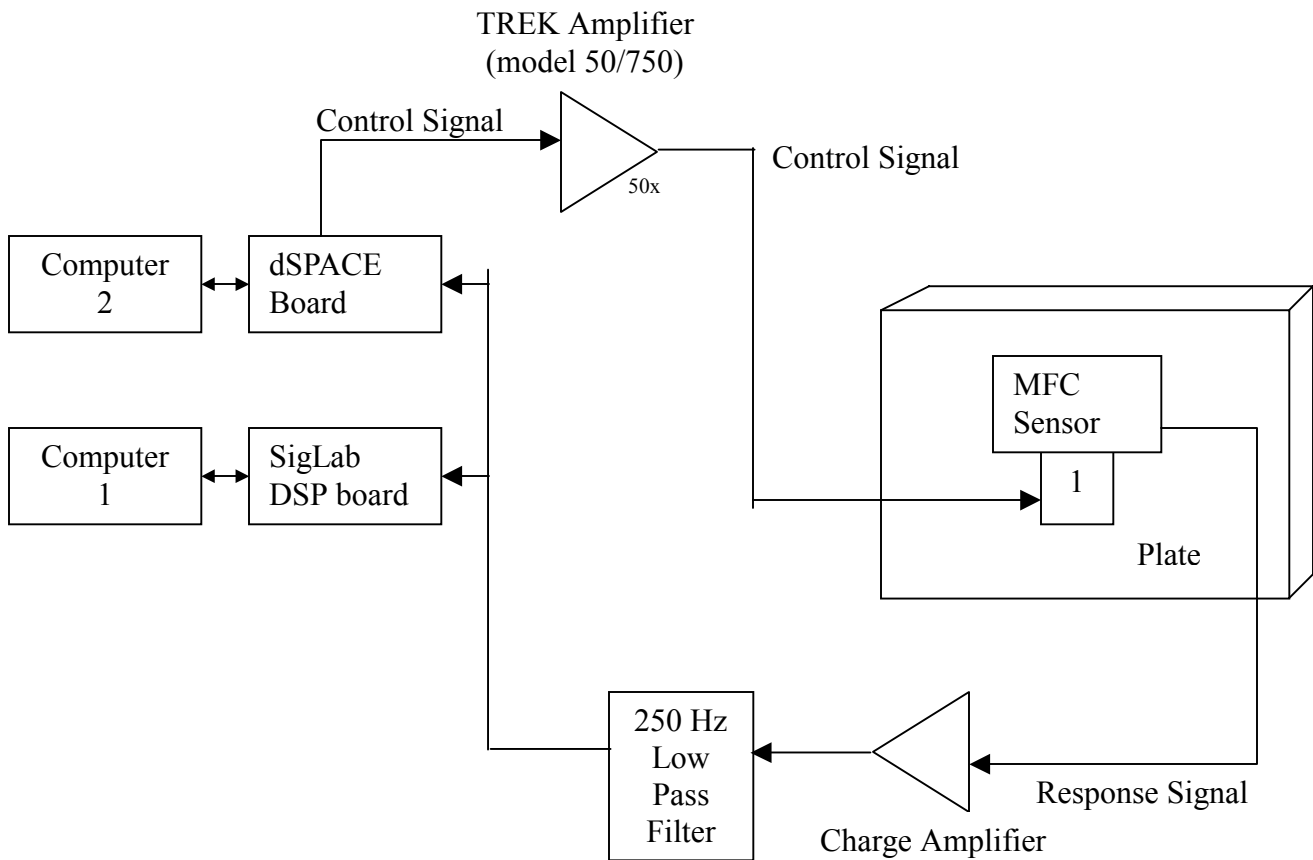 TREK Amplifier
(model 50/750)
Control Signal
50x
Control Signal
Computer
2
dSPACE
Board
MFC
Sensor
1
Plate
Computer
1
SigLab
DSP board
250 Hz
Low
Pass
Filter
Response Signal
Charge Amplifier